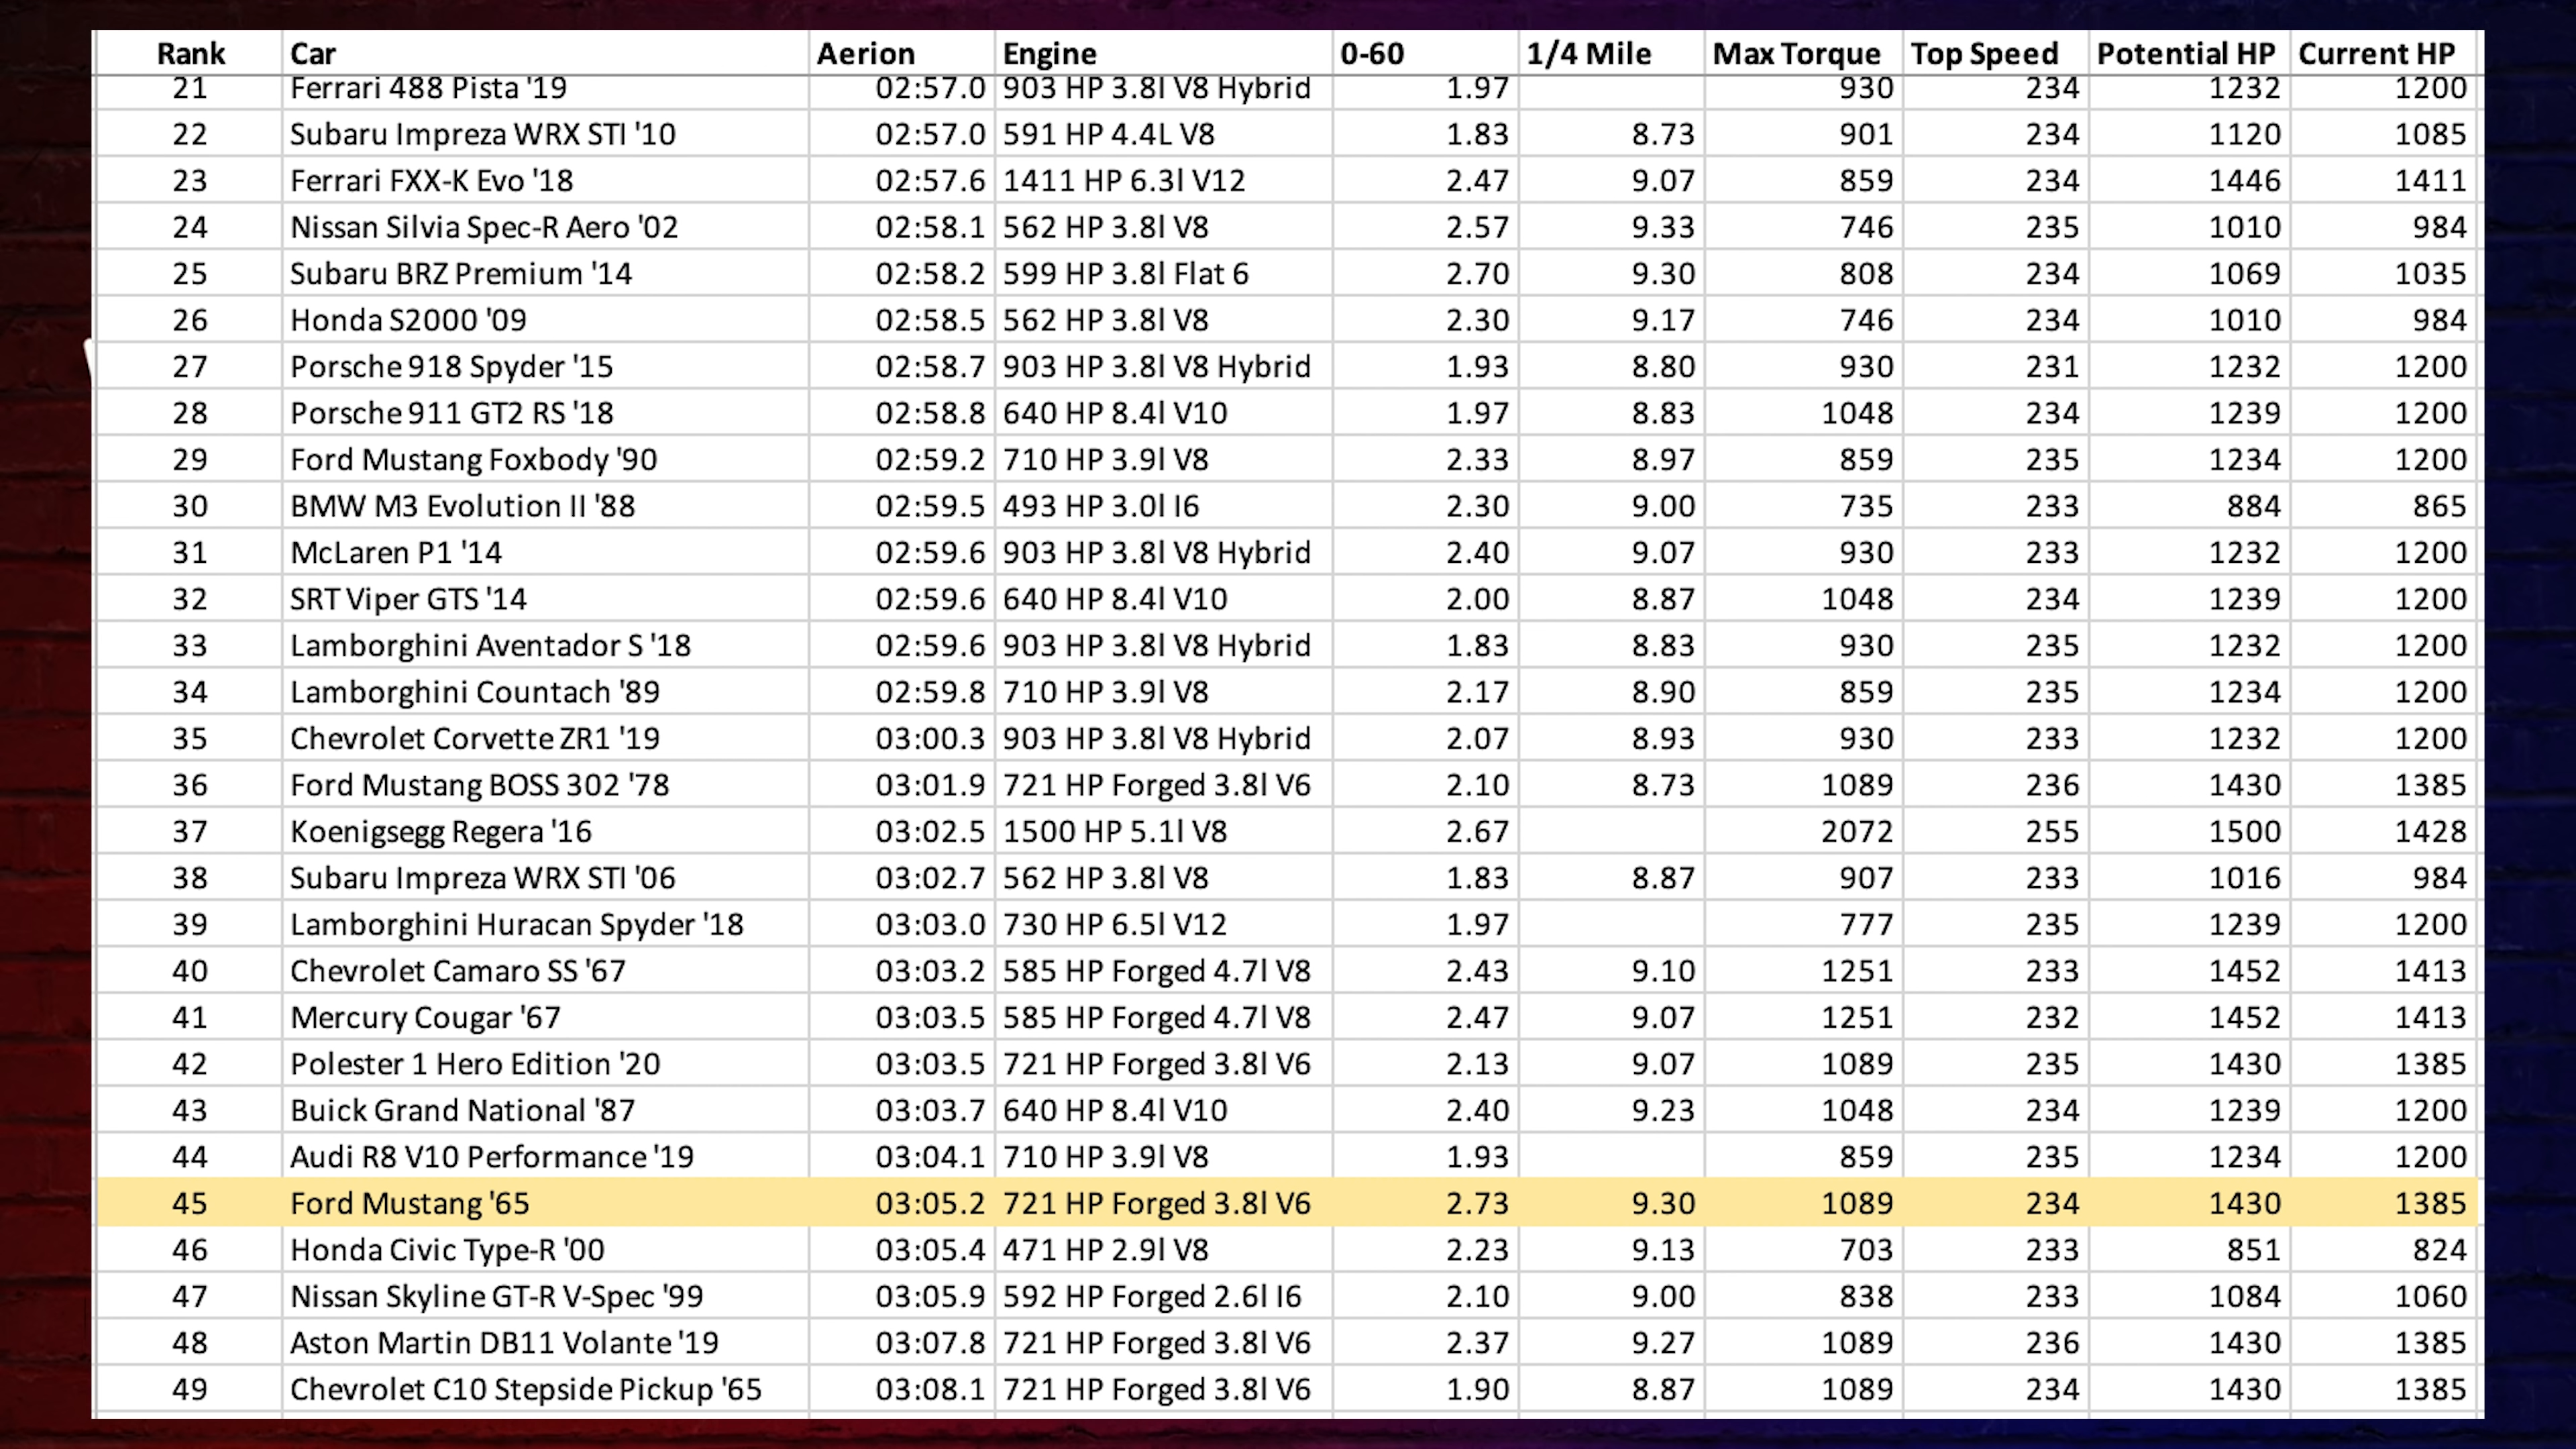 Rank Car Aerion Engine 0-60 1/4 Mile Max Torque Top Speed Potential HP Current HP
21 Ferrari 488 Pista '19 02:57.0 903 HP 3.8l V8 Hybrid 1.97 930 234 1232 1200
22 Subaru Impreza WRX STI '10 02:57.0 591 HP 4.4L V8 1.83 8.73 901 234 1120 1085
23 Ferrari FXX-K Evo '18 02:57.6 1411 HP 6.3l V12 2.47 9.07 859 234 1446 1411
24 Nissan Silvia Spec-R Aero '02 02:58.1 562 HP 3.8l V8 2.57 9.33 746 235 1010 984
25 Subaru BRZ Premium '14 02:58.2 599 HP 3.8l Flat 6 2.70 9.30 808 234 1069 1035
26 Honda S2000 '09 02:58.5 562 HP 3.8l V8 2.30 9.17 746 234 1010 984
27 Porsche 918 Spyder '15 02:58.7 903 HP 3.8l V8 Hybrid 1.93 8.80 930 231 1232 1200
28 Porsche 911 GT2 RS '18 02:58.8 640 HP 8.4l V10 1.97 8.83 1048 234 1239 1200
29 Ford Mustang Foxbody '90 02:59.2 710 HP 3.9l V8 2.33 8.97 859 235 1234 1200
30 BMW M3 Evolution II '88 02:59.5 493 HP 3.0l I6 2.30 9.00 735 233 884 865
31 McLaren P1 '14 02:59.6 903 HP 3.8l V8 Hybrid 2.40 9.07 930 233 1232 1200
32 SRT Viper GTS '14 02:59.6 640 HP 8.4l V10 2.00 8.87 1048 234 1239 1200
33 Lamborghini Aventador S '18 02:59.6 903 HP 3.8l V8 Hybrid 1.83 8.83 930 235 1232 1200
34 Lamborghini Countach '89 02:59.8 710 HP 3.9l V8 2.17 8.90 859 235 1234 1200
35 Chevrolet Corvette ZR1 '19 03:00.3 903 HP 3.8l V8 Hybrid 2.07 8.93 930 233 1232 1200
36 Ford Mustang BOSS 302 '78 03:01.9 721 HP Forged 3.8l V6 2.10 8.73 1089 236 1430 1385
37 Koenigsegg Regera '16 03:02.5 1500 HP 5.1l V8 2.67 2072 255 1500 1428
38 Subaru Impreza WRX STI '06 03:02.7 562 HP 3.8l V8 1.83 8.87 907 233 1016 984
39 Lamborghini Huracan Spyder '18 03:03.0 730 HP 6.5l V12 1.97 777 235 1239 1200
40 Chevrolet Camaro SS '67 03:03.2 585 HP Forged 4.7l V8 2.43 9.10 1251 233 1452 1413
41 Mercury Cougar '67 03:03.5 585 HP Forged 4.7l V8 2.47 9.07 1251 232 1452 1413
42 Polester 1 Hero Edition '20 03:03.5 721 HP Forged 3.8l V6 2.13 9.07 1089 235 1430 1385
43 Buick Grand National '87 03:03.7 640 HP 8.4l V10 2.40 9.23 1048 234 1239 1200
44 Audi R8 V10 Performance '19 03:04.1 710 HP 3.9l V8 1.93 859 235 1234 1200
45 Ford Mustang '65 03:05.2 721 HP Forged 3.8l V6 2.73 9.30 1089 234 1430 1385
46 Honda Civic Type-R '00 03:05.4 471 HP 2.9l V8 2.23 9.13 703 233 851 824
47 Nissan Skyline GT-R V-Spec '99 03:05.9 592 HP Forged 2.6l I6 2.10 9.00 838 233 1084 1060
48 Aston Martin DB11 Volante '19 03:07.8 721 HP Forged 3.8l V6 2.37 9.27 1089 236 1430 1385
49 Chevrolet C10 Stepside Pickup '65 03:08.1 721 HP Forged 3.8l V6 1.90 8.87 1089 234 1430 1385